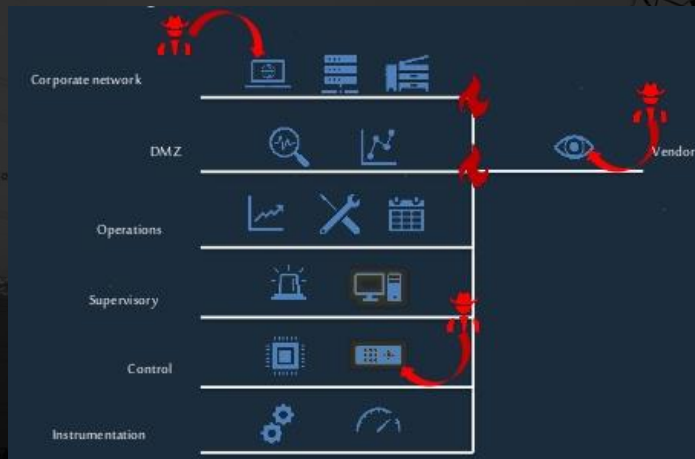 Corporate network
DMZ
Vendor
Operations
Supervisory
Control
Instrumentation